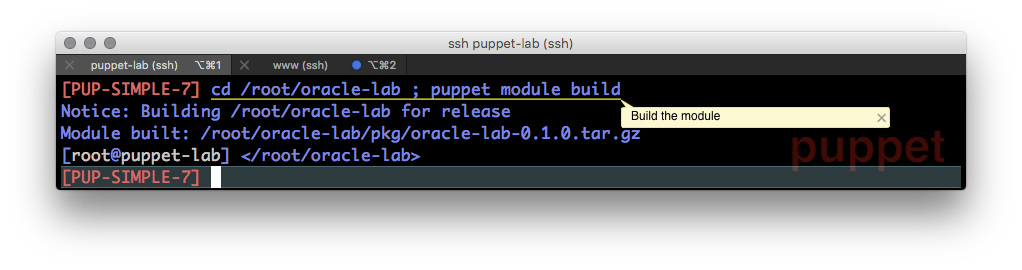 ssh puppet-lab (ssh)
puppet-lab (ssh) ⌥⌘1 www (ssh) ⌥⌘2
[PUP-SIMPLE-7] cd /root/oracle-lab ; puppet module build
Notice: Building /root/oracle-lab for release
Build the module
Module built: /root/oracle-lab/pkg/oracle-lab-0.1.0.tar.gz
puppet
[root@puppet-lab] </root/oracle-lab>
[PUP-SIMPLE-7]